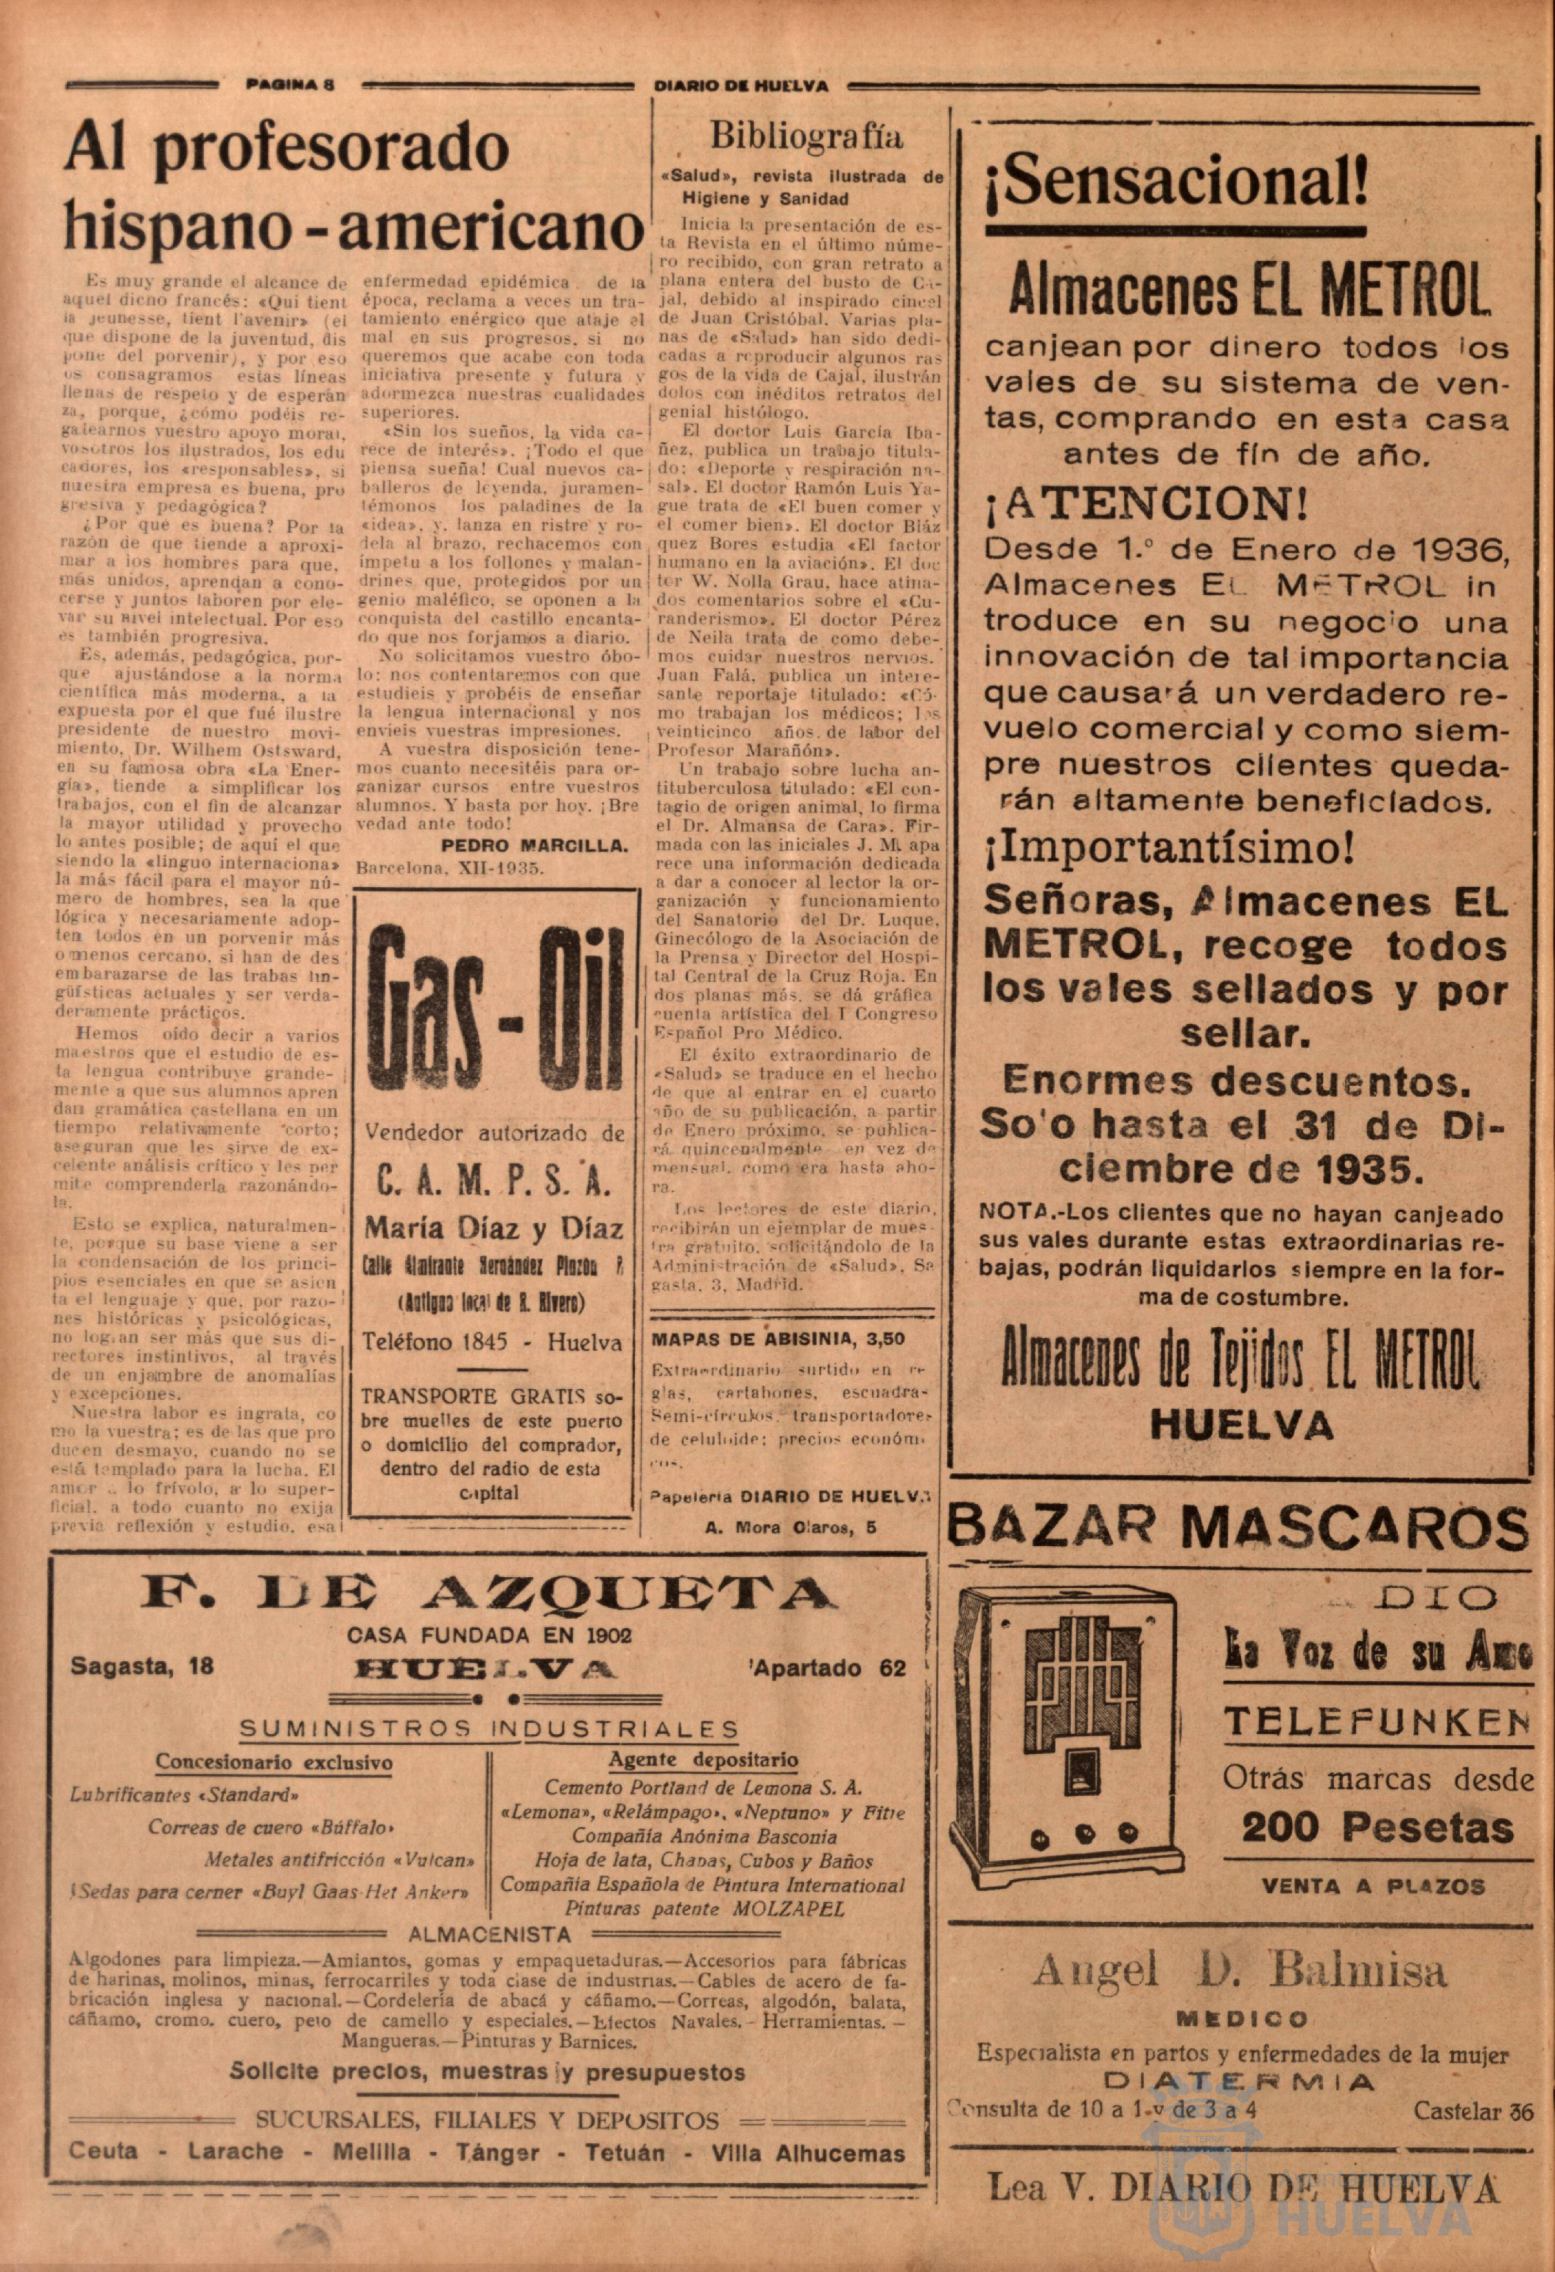 PAGINA 8
DIARIO DE HUELVA
Al profesorado
hispano-americano
Es muy grande el alcance de
aquel dicho francés: «Qui tient
la jeunesse, tient l'avenir» (el
que dispone de la juventud, dis
pone del porvenir), y por eso
os consagramos estas líneas
llenas de respeto y de esperan
za, porque, ¿cómo podéis re-
gatearnos vuestro apoyo moral,
vosotros los ilustrados, los edu
cadores, los «responsables», si
nuestra empresa es buena, pro
gresiva y pedagógica?
¿Por qué es buena? Por la
razón de que tiende a aproxi-
mar a los hombres para que,
más unidos, aprendan a cono-
cerse y juntos laboren por ele-
var su nivel intelectual. Por eso
es también progresiva.
Es, además, pedagógica, por-
que ajustándose a la norma
científica más moderna, a la
expuesta por el que fué ilustre
presidente de nuestro movi-
miento, Dr. Wilhem Ostsward,
en su famosa obra «La Ener-
gía», tiende a simplificar los
trabajos, con el fin de alcanzar
la mayor utilidad y provecho
lo antes posible; de aquí el que
siendo la «linguo internaciona»
la más fácil para el mayor nú-
mero de hombres, sea la que
lógica y necesariamente adop-
ten todos en un porvenir más
o menos cercano, si han de des
embarazarse de las trabas lin-
güísticas actuales y ser verda-
deramente prácticos.
Hemos oído decir a varios
maestros que el estudio de es-
ta lengua contribuye grande-
mente a que sus alumnos apren
dan gramática castellana en un
tiempo relativamente corto;
aseguran que les sirve de ex-
celente análisis crítico y les per
mite comprenderla razonándo-
la.
Esto se explica, naturalmen-
te, porque su base viene a ser
la condensación de los princi-
pios esenciales en que se asien
ta el lenguaje y que, por razo-
nes históricas y psicológicas,
no logran ser más que sus di-
rectores instintivos, al través
de un enjambre de anomalías
y excepciones.
Nuestra labor es ingrata, co
mo la vuestra; es de las que pro
ducen desmayo, cuando no se
está templado para la lucha. El
amor .. lo frívolo, a lo super-
ficial, a todo cuanto no exija
previa reflexión y estudio, esa
enfermedad epidémica de la
época, reclama a veces un tra-
tamiento enérgico que ataje el
mal en sus progresos, si no
queremos que acabe con toda
iniciativa presente y futura y
adormezca nuestras cualidades
superiores.
«Sin los sueños, la vida ca-
rece de interés». ¡Todo el que
piensa sueña! Cual nuevos ca-
balleros de leyenda, juramen-
témonos los paladines de la
«idea», y, lanza en ristre y ro-
dela al brazo, rechacemos con
ímpetu a los follones y malan-
drines que, protegidos por un
genio maléfico, se oponen a la
conquista del castillo encanta-
do que nos forjamos a diario.
No solicitamos vuestro óbo-
lo; nos contentaremos con que
estudieis y probéis de enseñar
la lengua internacional y nos
envieis vuestras impresiones.
A vuestra disposición tene-
mos cuanto necesitéis para or-
ganizar cursos entre vuestros
alumnos. Y basta por hoy. ¡Bre
vedad ante todo!
PEDRO MARCILLA.
Barcelona, XII-1935.
Gas-Oil
Vendedor autorizado de
C. A. M. P. S. A.
María Díaz y Díaz
Calle Almirante Hernández Pinzón
(Antiguo local de R. Rivero)
Teléfono 1845 - Huelva
TRANSPORTE GRATIS so-
bre muelles de este puerto
o domicilio del comprador,
dentro del radio de esta
capital
Bibliografía
«Salud», revista ilustrada de
Higiene y Sanidad
Inicia la presentación de es-
ta Revista en el último núme-
ro recibido, con gran retrato a
plana entera del busto de Ca-
jal, debido al inspirado cincel
de Juan Cristóbal. Varias pla-
nas de «Salud» han sido dedi-
cadas a reproducir algunos ras
gos de la vida de Cajal, ilustrán
dolos con inéditos retratos del
genial histólogo.
El doctor Luis García Iba-
ñez, publica un trabajo titula-
do: «Deporte y respiración na-
sal». El doctor Ramón Luis Ya-
gue trata de «El buen comer y
el comer bien». El doctor Bláz
quez Bores estudia «El factor
humano en la aviación». El doc
tor W. Nolla Grau, hace atina-
dos comentarios sobre el «Cu-
randerismo». El doctor Pérez
de Neila trata de como debe-
mos cuidar nuestros nervios.
Juan Falá, publica un intere-
sante reportaje titulado: «Có-
mo trabajan los médicos; los
veinticinco años de labor del
Profesor Marañón».
Un trabajo sobre lucha an-
tituberculosa titulado: «El con-
tagio de origen animal, lo firma
el Dr. Almansa de Cara». Fir-
mada con las iniciales J. M. apa
rece una información dedicada
a dar a conocer al lector la or-
ganización y funcionamiento
del Sanatorio del Dr. Luque,
Ginecólogo de la Asociación de
la Prensa y Director del Hospi-
tal Central de la Cruz Roja. En
dos planas más, se dá gráfica
cuenta artística del I Congreso
Español Pro Médico.
El éxito extraordinario de
«Salud» se traduce en el hecho
de que al entrar en el cuarto
año de su publicación, a partir
de Enero próximo, se publica-
rá quincenalmente en vez de
mensual, como era hasta aho-
ra.
Los lectores de este diario,
recibirán un ejemplar de mues-
tra gratuito, solicitándolo de la
Administración de «Salud», Sa
gasta, 3, Madrid.
MAPAS DE ABISINIA, 3,50
Extraordinario surtido en re
glas, cartabones, escuadra-
Semi-círculos, transportadores
de celuloide; precios económi
cos.
Papelería DIARIO DE HUELVA
A. Mora Claros, 5
¡Sensacional!
Almacenes EL METROL
canjean por dinero todos los
vales de su sistema de ven-
tas, comprando en esta casa
antes de fín de año.
¡ATENCION!
Desde 1.º de Enero de 1936,
Almacenes EL METROL in
troduce en su negocio una
innovación de tal importancia
que causará un verdadero re-
vuelo comercial y como siem-
pre nuestros clientes queda-
rán altamente beneficiados.
¡Importantísimo!
Señoras, Almacenes EL
METROL, recoge todos
los vales sellados y por
sellar.
Enormes descuentos.
So'o hasta el 31 de Di-
ciembre de 1935.
NOTA.-Los clientes que no hayan canjeado
sus vales durante estas extraordinarias re-
bajas, podrán liquidarlos siempre en la for-
ma de costumbre.
Almacenes de Tejidos EL METROL
HUELVA
BAZAR MASCAROS
DIO
La Voz de su Amo
TELEFUNKEN
Otrás marcas desde
200 Pesetas
VENTA A PLAZOS
Angel D. Balmisa
MEDICO
Especialista en partos y enfermedades de la mujer
DIATERMIA
Consulta de 10 a 1 y de 3 a 4 Castelar 36
Lea V. DIARIO DE HUELVA
HUELVA
F. DE AZQUETA
CASA FUNDADA EN 1902
Sagasta, 18 HUELVA Apartado 62
SUMINISTROS INDUSTRIALES
Concesionario exclusivo
Lubrificantes «Standard»
Correas de cuero «Búffalo»
Metales antifricción «Vulcan»
Sedas para cerner «Buyl Gaas Het Anker»
Agente depositario
Cemento Portland de Lemona S. A.
«Lemona», «Relámpago», «Neptuno» y Fitie
Compañía Anónima Basconia
Hoja de lata, Chapas, Cubos y Baños
Compañía Española de Pintura International
Pinturas patente MOLZAPEL
ALMACENISTA
Algodones para limpieza.—Amiantos, gomas y empaquetaduras.—Accesorios para fábricas
de harinas, molinos, minas, ferrocarriles y toda clase de industrias.—Cables de acero de fa-
bricación inglesa y nacional.—Cordelería de abacá y cáñamo.—Correas, algodón, balata,
cáñamo, cromo, cuero, pelo de camello y especiales.—Efectos Navales.- Herramientas.—
Mangueras.—Pinturas y Barnices.
Solicite precios, muestras y presupuestos
SUCURSALES, FILIALES Y DEPOSITOS
Ceuta - Larache - Melilla - Tánger - Tetuán - Villa Alhucemas